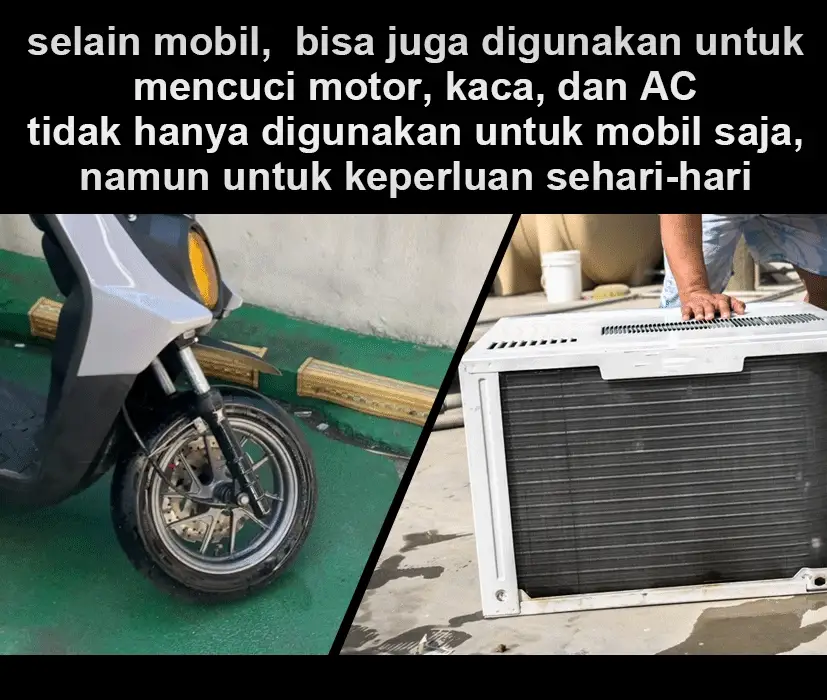 selain mobil,  bisa juga digunakan untuk
mencuci motor, kaca, dan AC
tidak hanya digunakan untuk mobil saja,
namun untuk keperluan sehari-hari